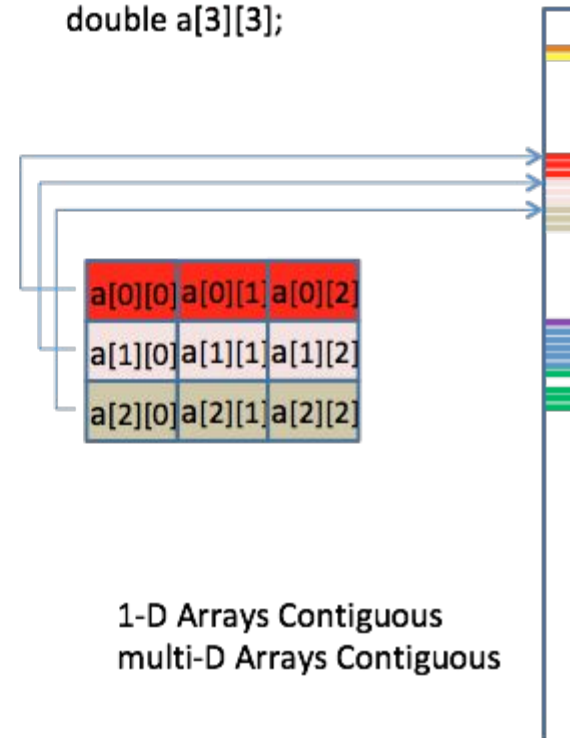 double a[3][3];
a[0][0] a[0][1] a[0][2]
a[1][0] a[1][1] a[1][2]
a[2][0] a[2][1] a[2][2]
1-D Arrays Contiguous
multi-D Arrays Contiguous